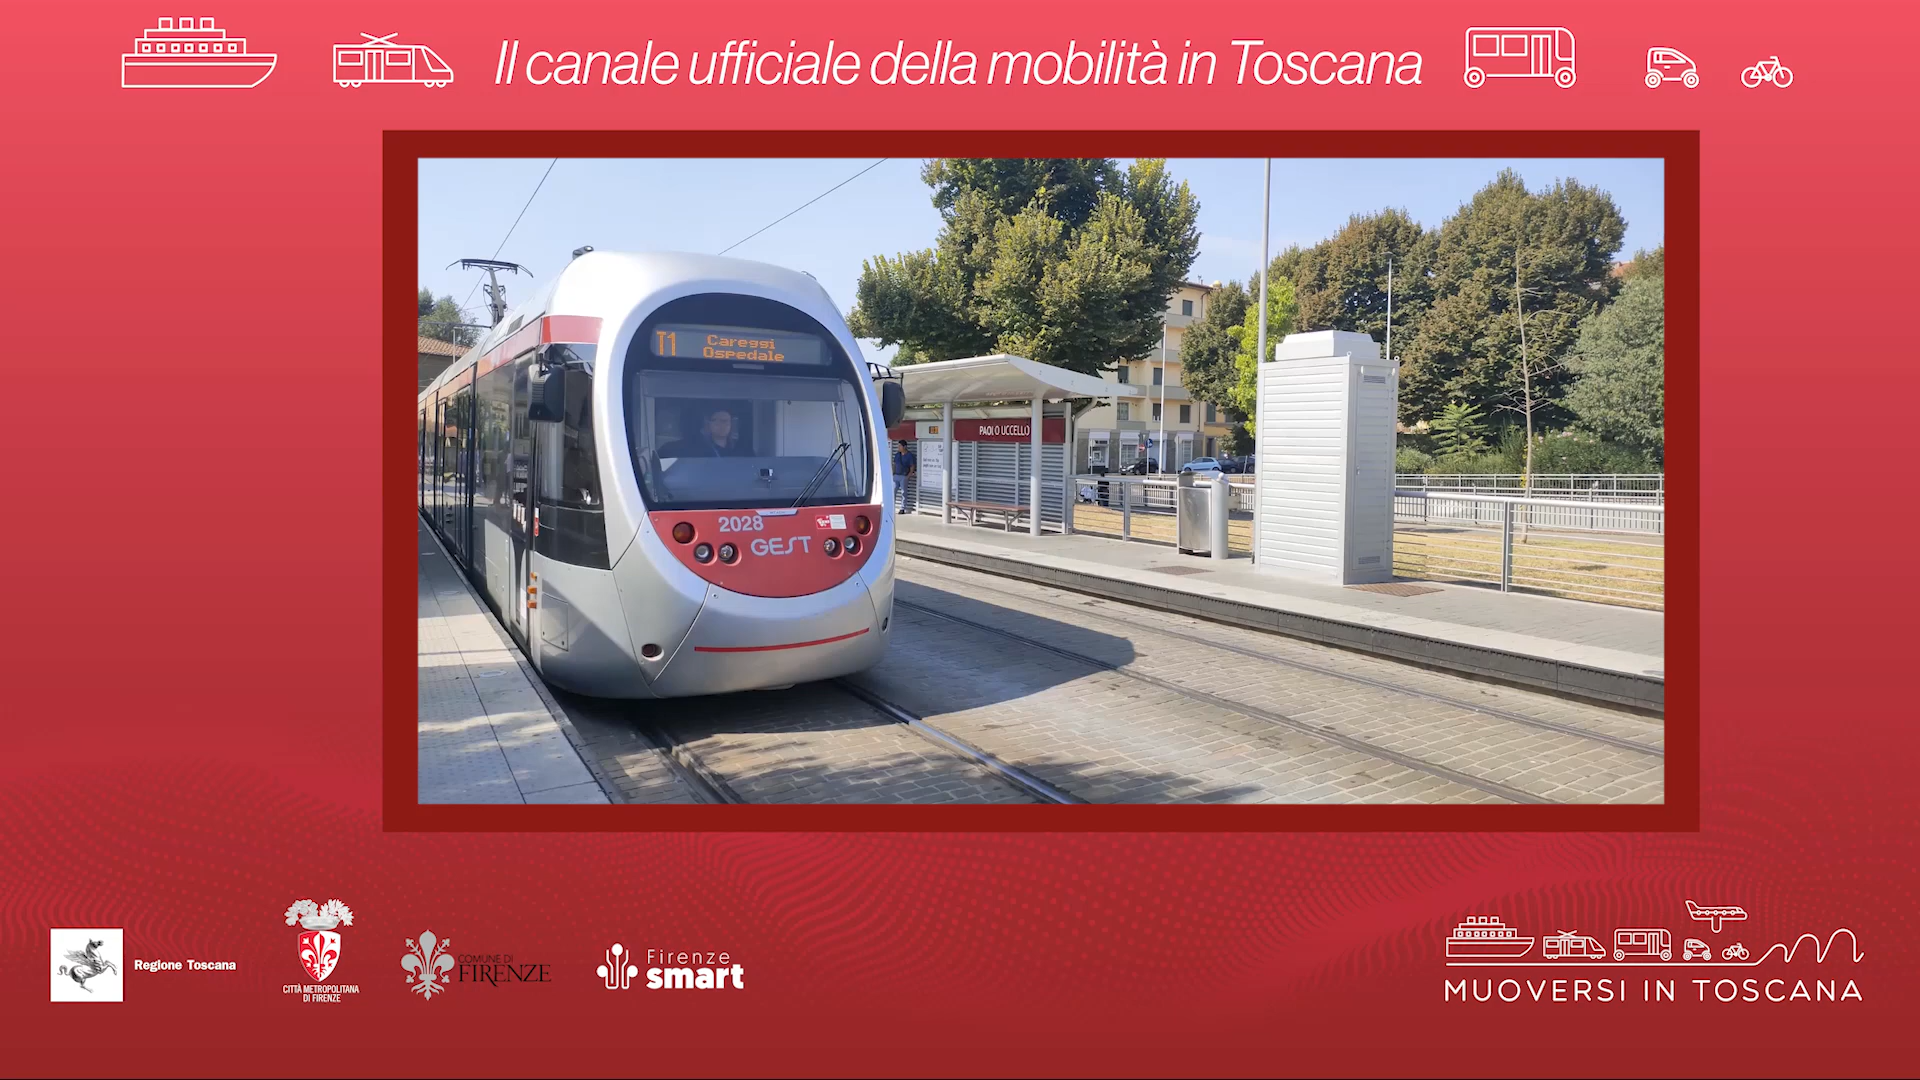 Il canale ufficiale della mobilità in Toscana
T1 Careggi
Ospedale
PAOLO UCCELLO
2028
GEST
Regione Toscana
CITTÀ METROPOLITANA
DI FIRENZE
COMUNE DI
FIRENZE
Firenze
smart
MUOVERSI IN TOSCANA